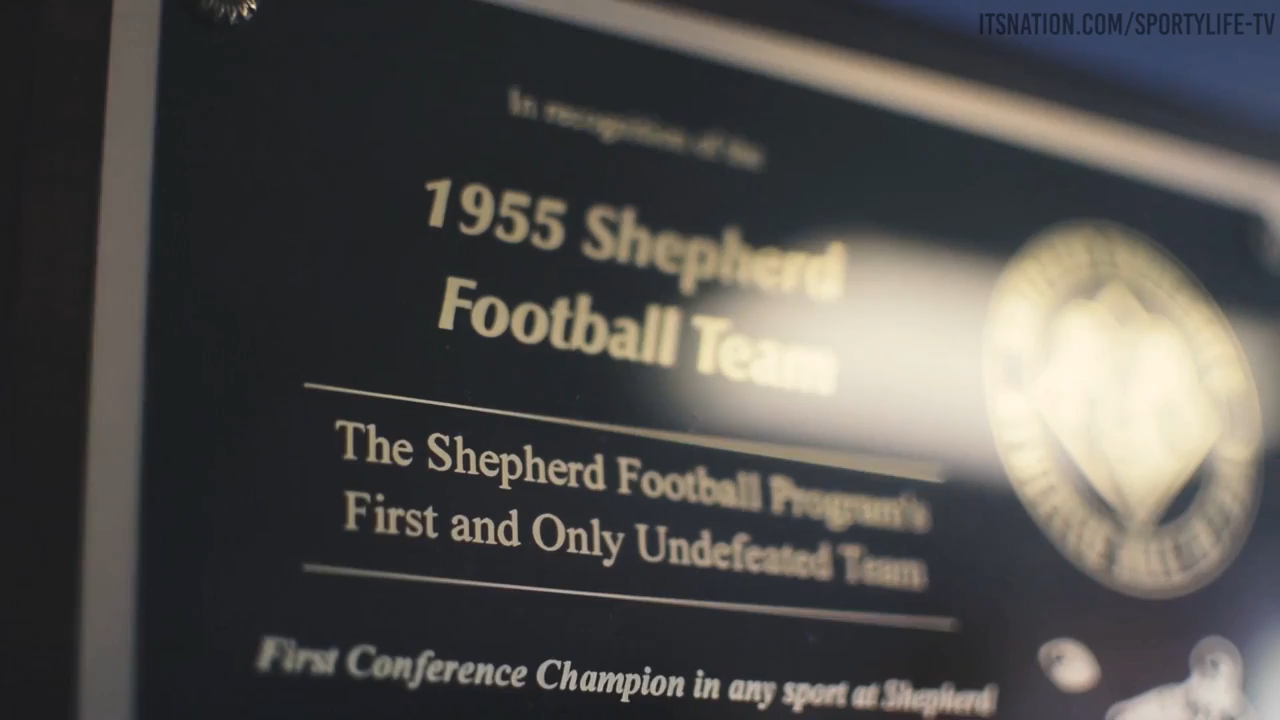 ITSNATION.COM/SPORTYLIFE-TV
In recognition of the
1955 Shepherd
Football Team
The Shepherd Football Program's
First and Only Undefeated Team
First Conference Champion in any sport at Shepherd